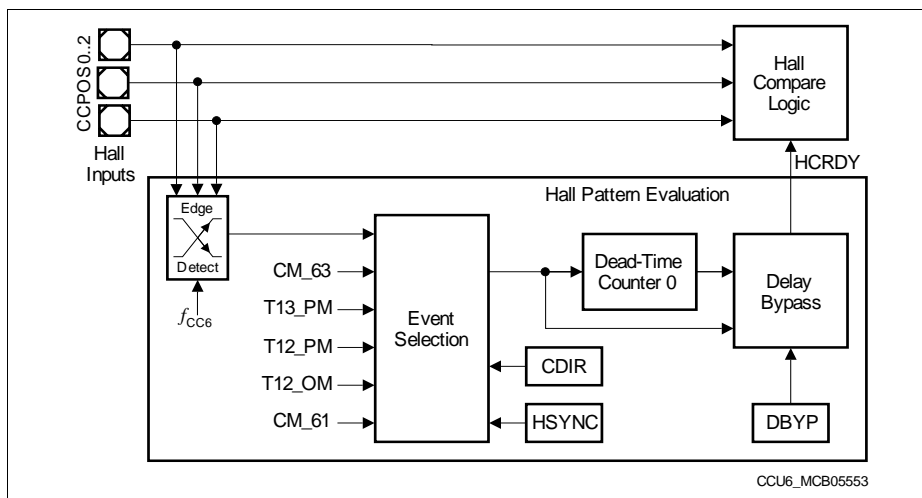 CCPOS0..2
Hall
Inputs
Hall
Compare
Logic
HCRDY
Hall Pattern Evaluation
Edge
Detect
fCC6
CM_63
T13_PM
T12_PM
T12_OM
CM_61
Event
Selection
Dead-Time
Counter 0
Delay
Bypass
CDIR
HSYNC
DBYP
CCU6_MCB05553